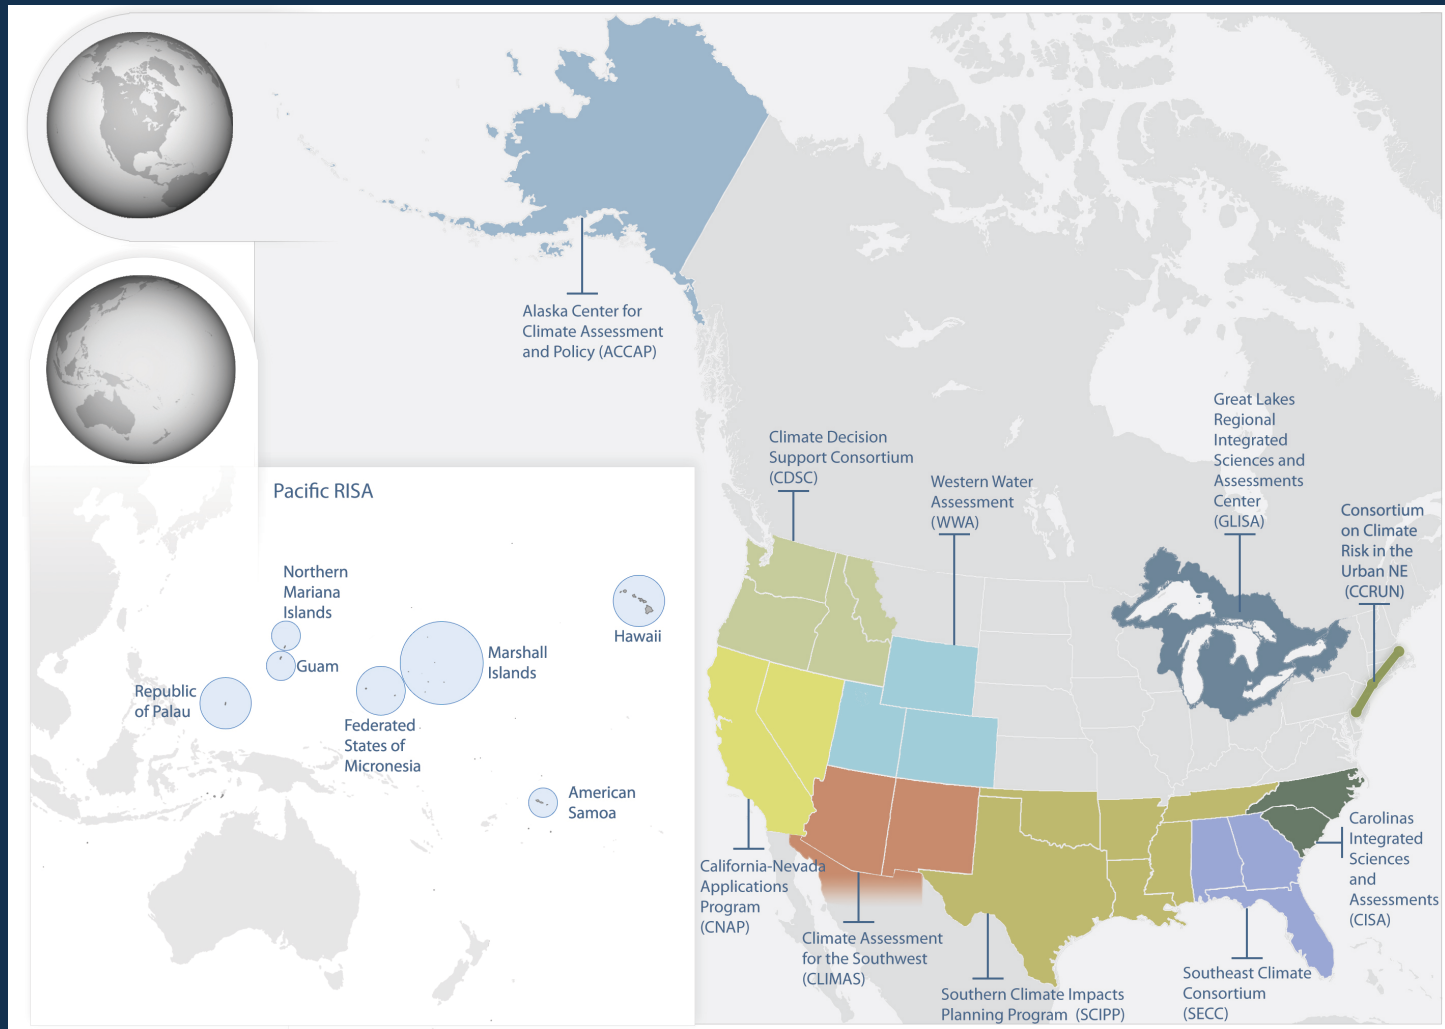 Alaska Center for
Climate Assessment
and Policy (ACCAP)
Climate Decision
Support Consortium
(CDSC)
Western Water
Assessment
(WWA)
Great Lakes
Regional
Integrated
Sciences and
Assessments
Center
(GLISA)
Consortium
on Climate
Risk in the
Urban NE
(CCRUN)
Pacific RISA
Northern
Mariana
Islands
Guam
Republic
of Palau
Federated
States of
Micronesia
Marshall
Islands
Hawaii
American
Samoa
California-Nevada
Applications
Program
(CNAP)
Climate Assessment
for the Southwest
(CLIMAS)
Southern Climate Impacts
Planning Program (SCIPP)
Southeast Climate
Consortium
(SECC)
Carolinas
Integrated
Sciences
and
Assessments
(CISA)